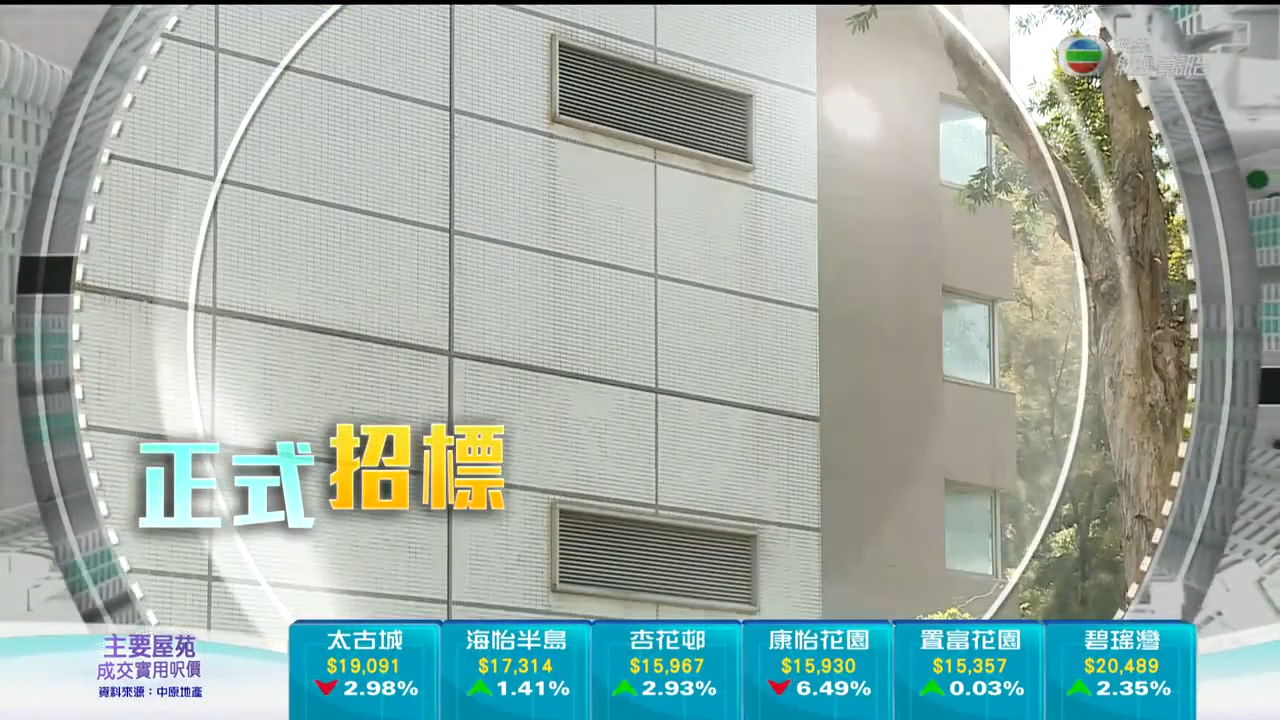 正式招標
主要屋苑
成交實用呎價
資料來源：中原地產
太古城
$19,091
2.98%
海怡半島
$17,314
1.41%
杏花邨
$15,967
2.93%
康怡花園
$15,930
6.49%
置富花園
$15,357
0.03%
碧瑤灣
$20,489
2.35%